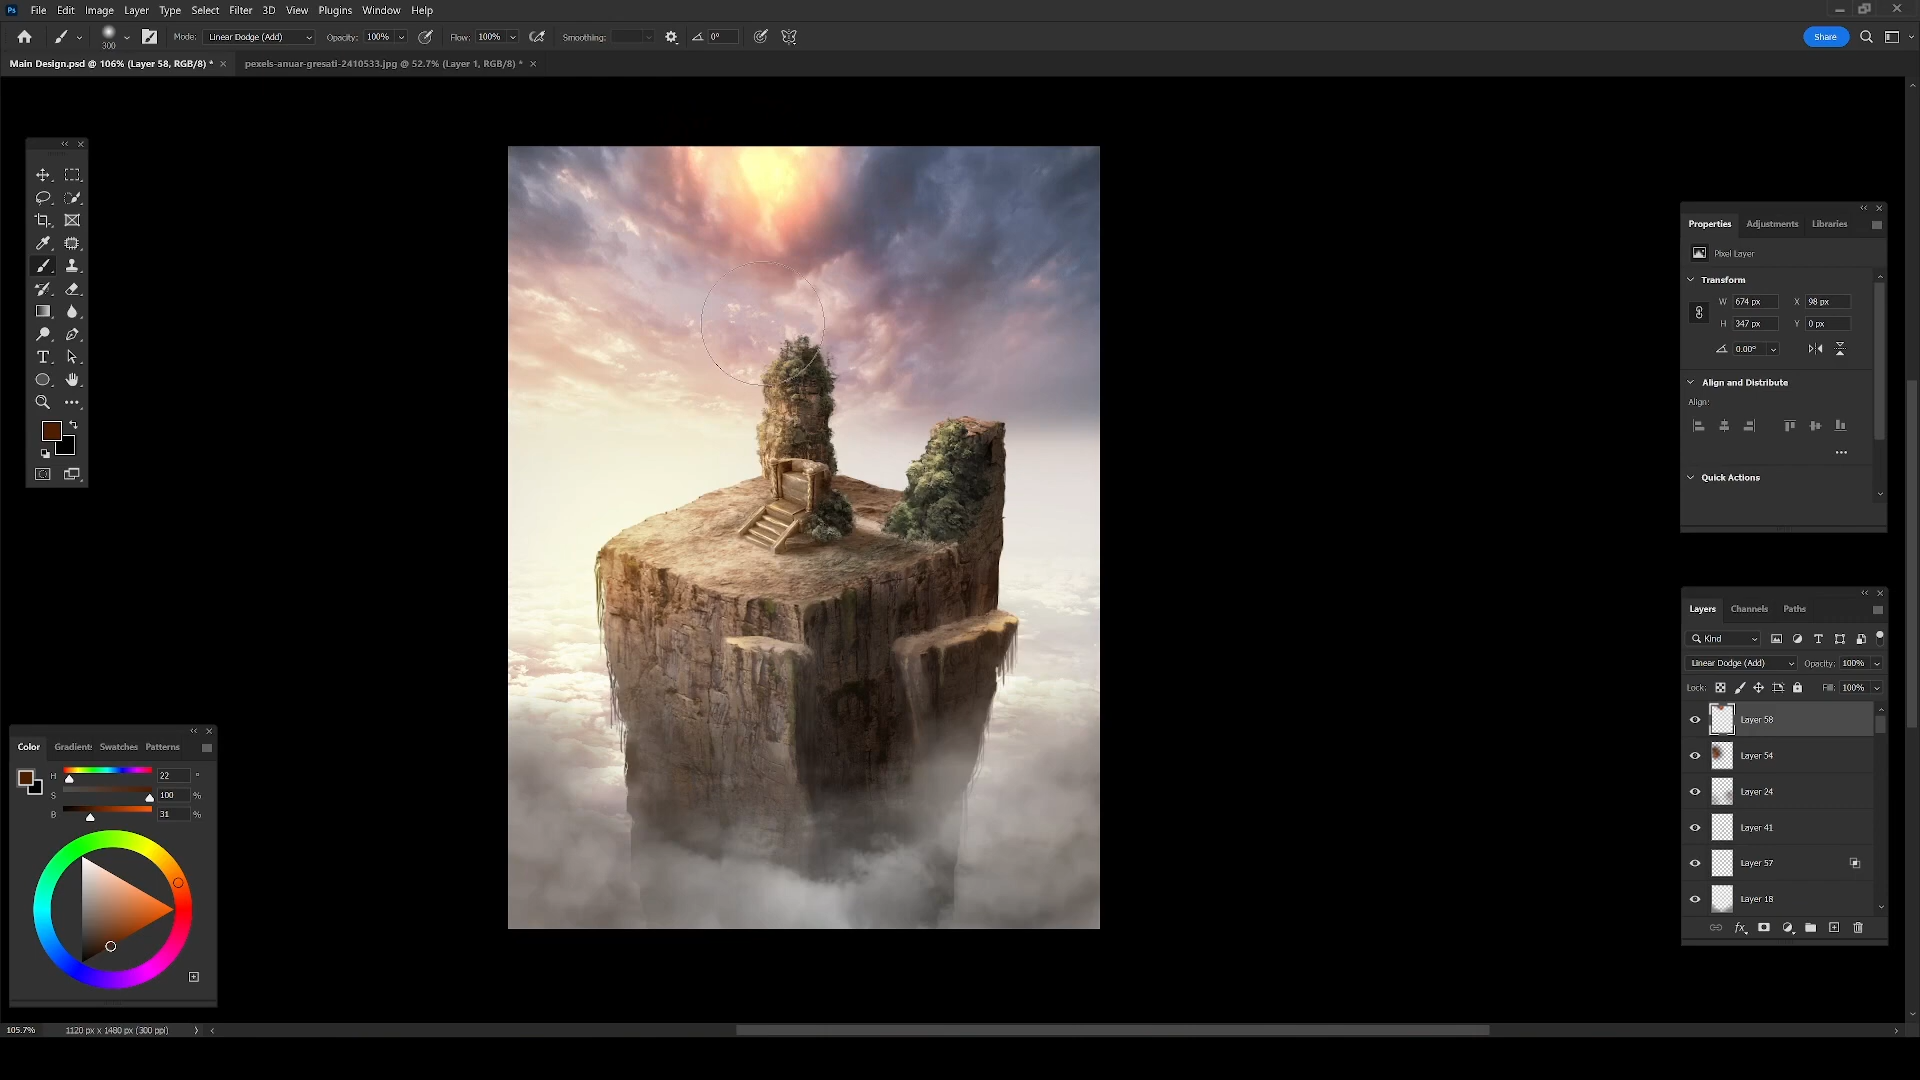 Ps File Edit Image Layer Type Select Filter 3D View Plugins Window Help
300 Mode: Linear Dodge (Add) Opacity: 100% Flow: 100% Smoothing: 0° Share
Main Design.psd @ 106% (Layer 58, RGB/8) * pexels-anuar-gresati-2410533.jpg @ 52.7% (Layer 1, RGB/8) *
Properties Adjustments Libraries
Pixel Layer
Transform
W 674 px X 98 px
H 347 px Y 0 px
0.00°
Align and Distribute
Align:
Quick Actions
Layers Channels Paths
Kind
Linear Dodge (Add) Opacity: 100%
Lock: Fill: 100%
Layer 58
Layer 54
Layer 24
Layer 41
Layer 57
Layer 18
fx
Color Gradients Swatches Patterns
H 22 °
S 100 %
B 31 %
105.7% 1120 px x 1480 px (300 ppi)